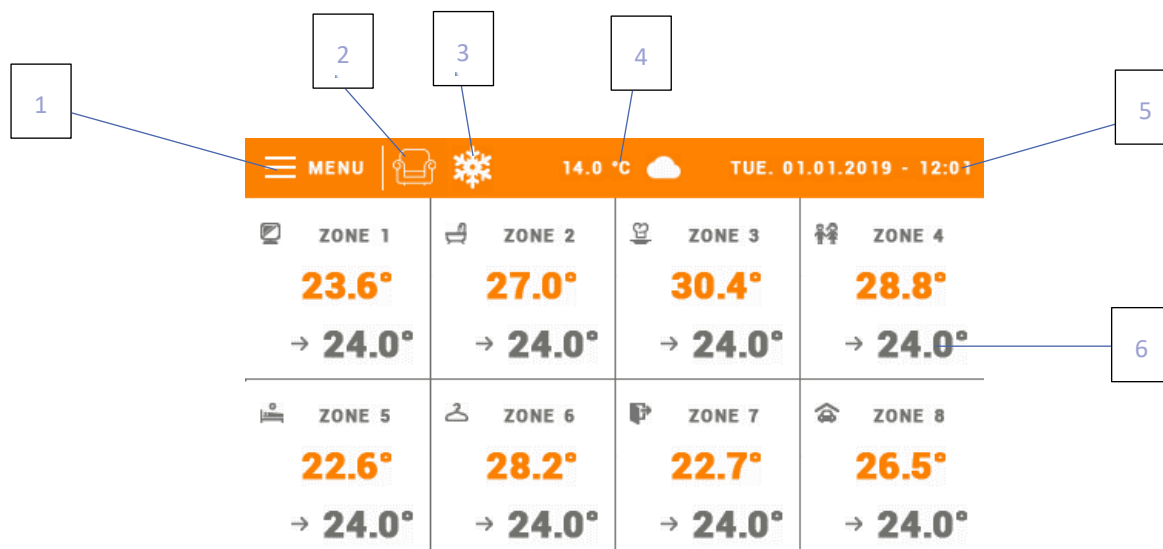 2
3
4
1
5
MENU
14.0 °C
TUE. 01.01.2019 - 12:01
ZONE 1
ZONE 2
ZONE 3
ZONE 4
23.6°
27.0°
30.4°
28.8°
→ 24.0°
→ 24.0°
→ 24.0°
→ 24.0°
6
ZONE 5
ZONE 6
ZONE 7
ZONE 8
22.6°
28.2°
22.7°
26.5°
→ 24.0°
→ 24.0°
→ 24.0°
→ 24.0°